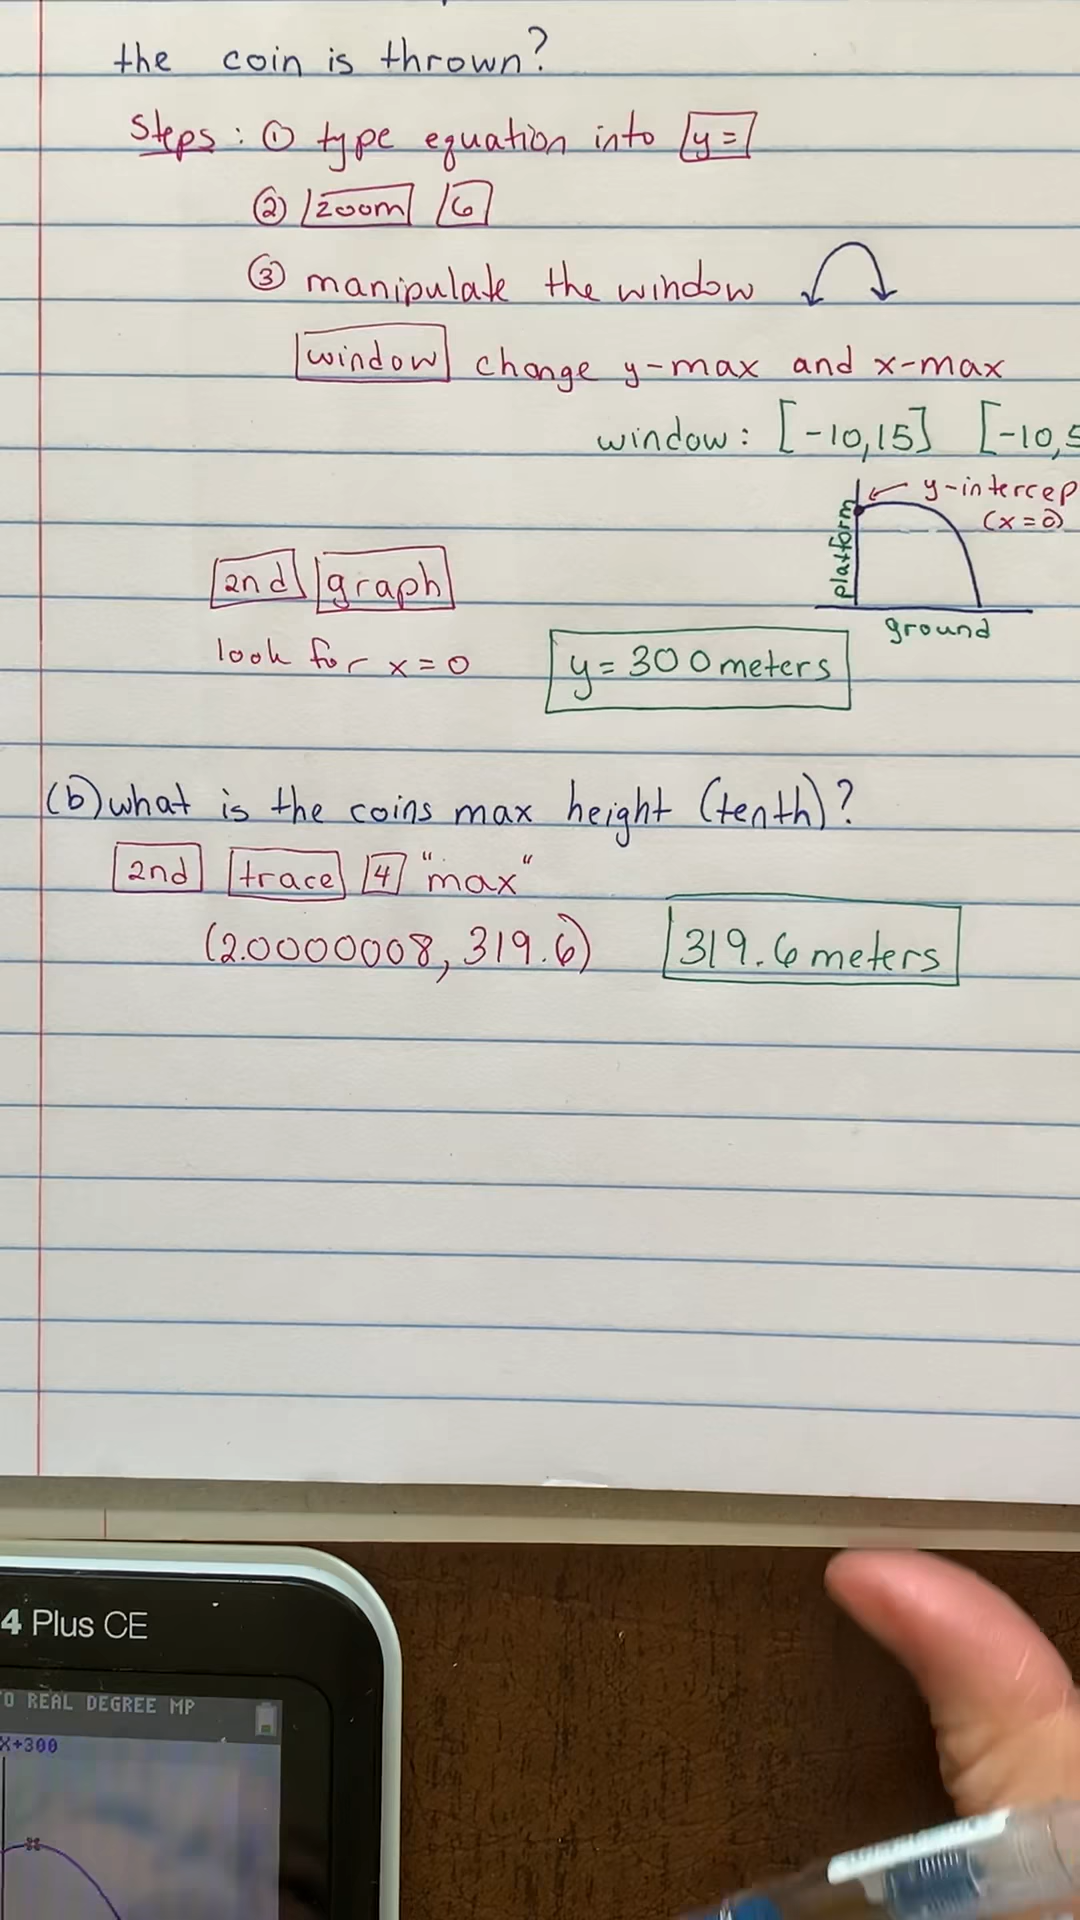 the coin is thrown?
Steps: ① type equation into y=
② zoom 6
③ manipulate the window
window change y-max and x-max
window: [-10,15] [-10,5
y-intercep
(x=0)
platform
ground
2nd graph
look for x=0
y=300meters
(b) what is the coins max height (tenth)?
2nd trace 4 "max"
(2.0000008, 319.6)
319.6 meters
4 Plus CE
O REAL DEGREE MP
X+300